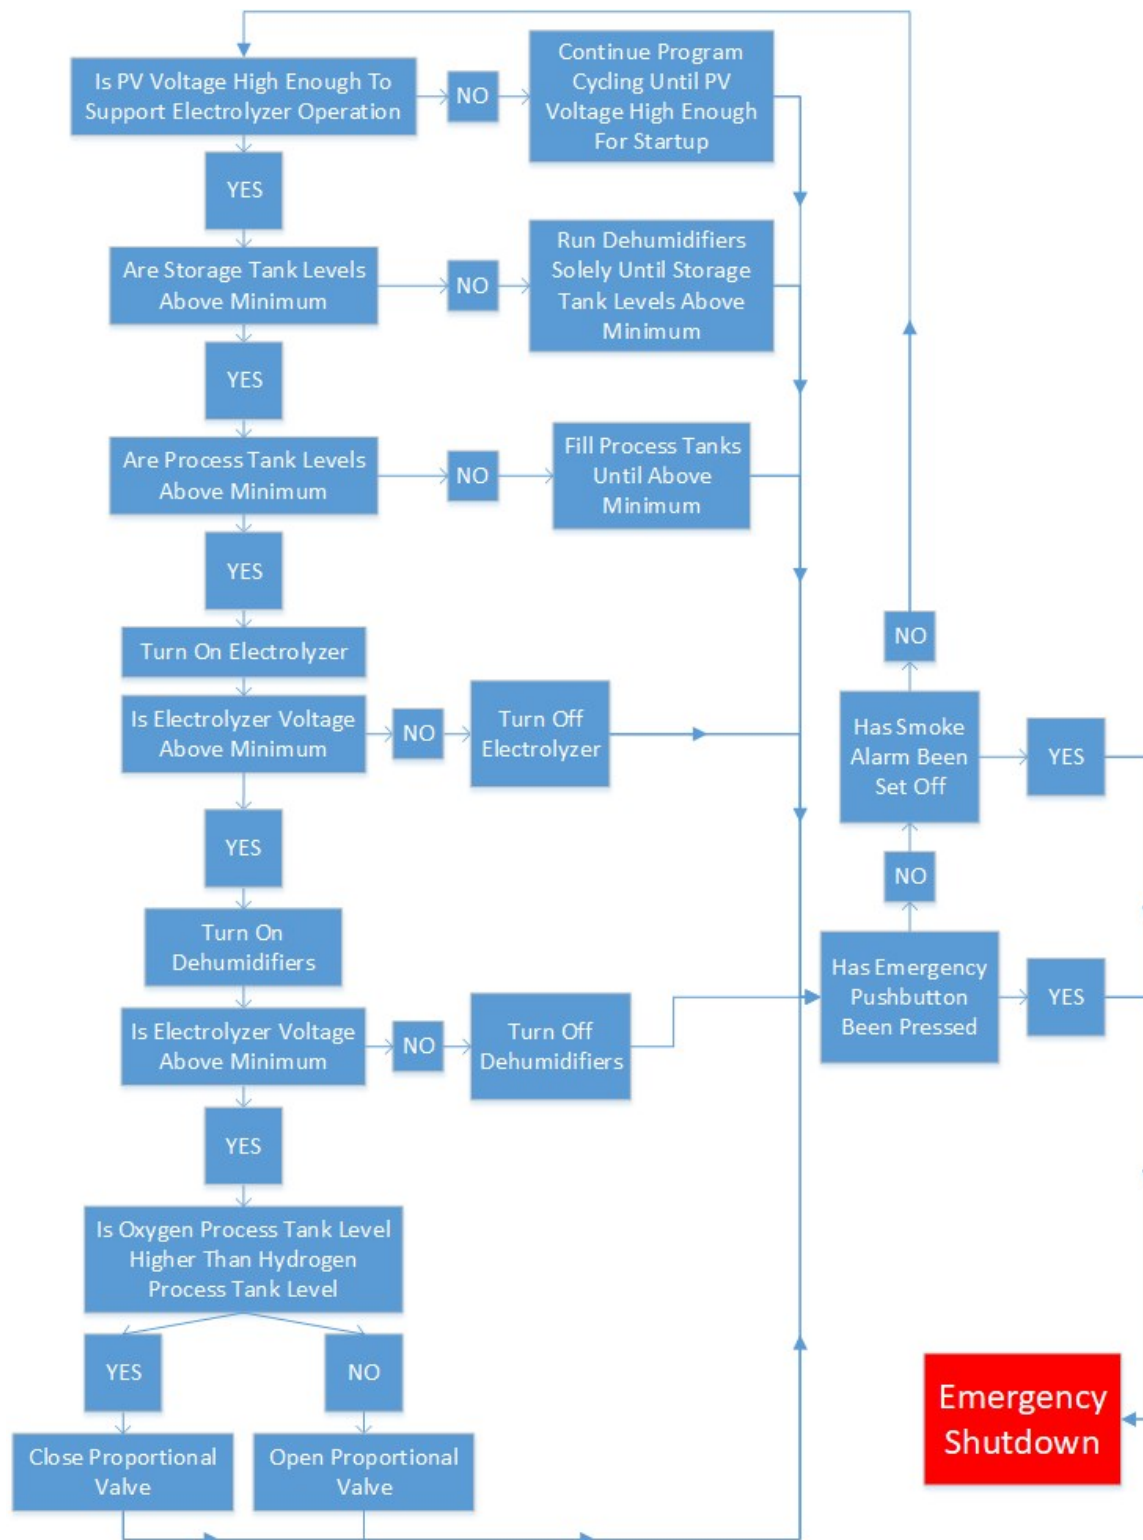 Is PV Voltage High Enough To
Support Electrolyzer Operation
NO
Continue Program
Cycling Until PV
Voltage High Enough
For Startup
YES
Are Storage Tank Levels
Above Minimum
NO
Run Dehumidifiers
Solely Until Storage
Tank Levels Above
Minimum
YES
Are Process Tank Levels
Above Minimum
NO
Fill Process Tanks
Until Above
Minimum
YES
Turn On Electrolyzer
Is Electrolyzer Voltage
Above Minimum
NO
Turn Off
Electrolyzer
YES
Turn On
Dehumidifiers
Is Electrolyzer Voltage
Above Minimum
NO
Turn Off
Dehumidifiers
YES
Is Oxygen Process Tank Level
Higher Than Hydrogen
Process Tank Level
YES
NO
Close Proportional
Valve
Open Proportional
Valve
NO
Has Smoke
Alarm Been
Set Off
YES
NO
Has Emergency
Pushbutton
Been Pressed
YES
Emergency
Shutdown